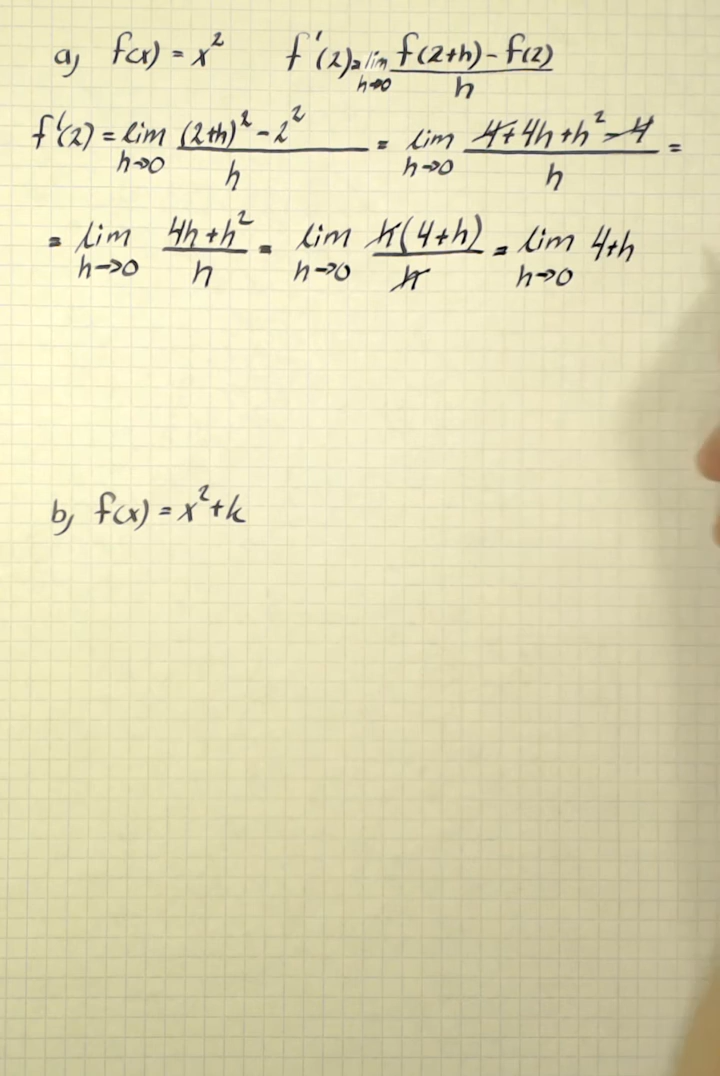 a) f(x) = x² f'(2) = lim h→0 f(2+h) - f(2) / h
f'(2) = lim h→0 (2+h)² - 2² / h = lim h→0 4 + 4h + h² - 4 / h =
= lim h→0 4h + h² / h = lim h→0 h(4+h) / h = lim h→0 4+h
b) f(x) = x² + k